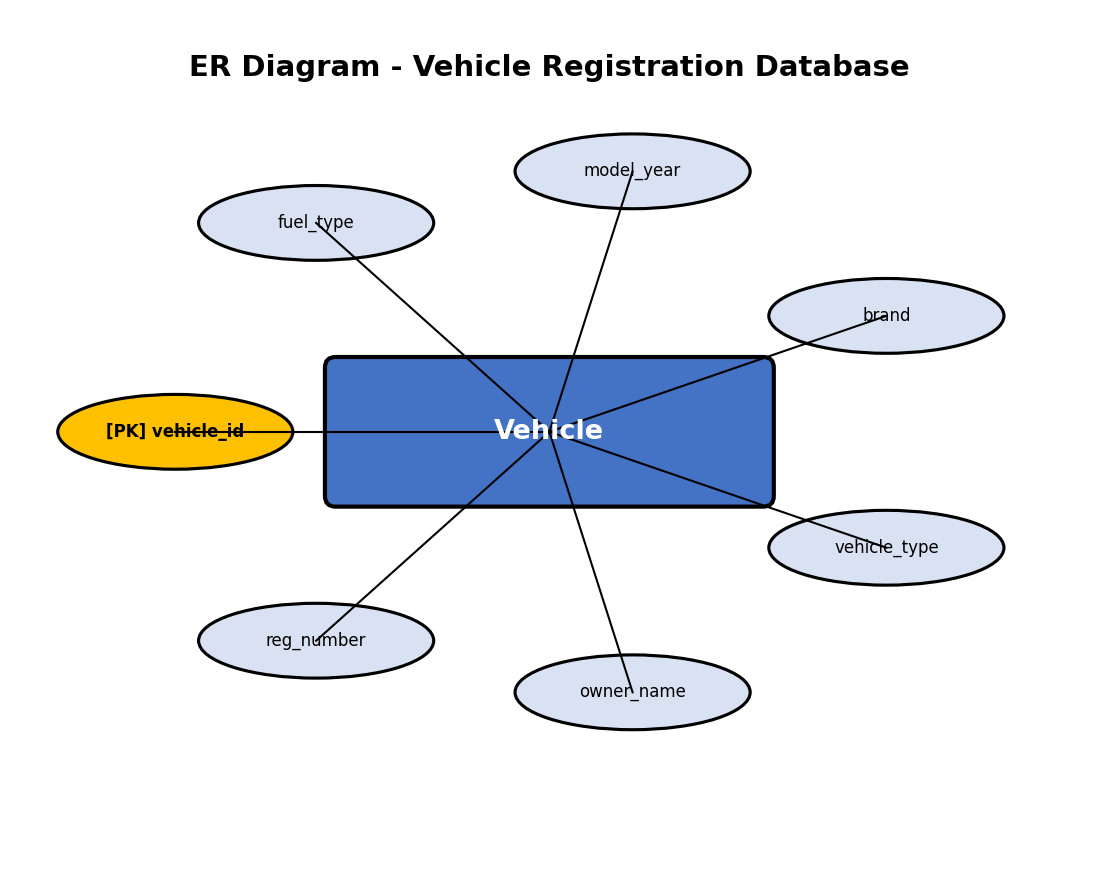 ER Diagram - Vehicle Registration Database
model_year
fuel_type
brand
[PK] vehicle_id
Vehicle
vehicle_type
reg_number
owner_name